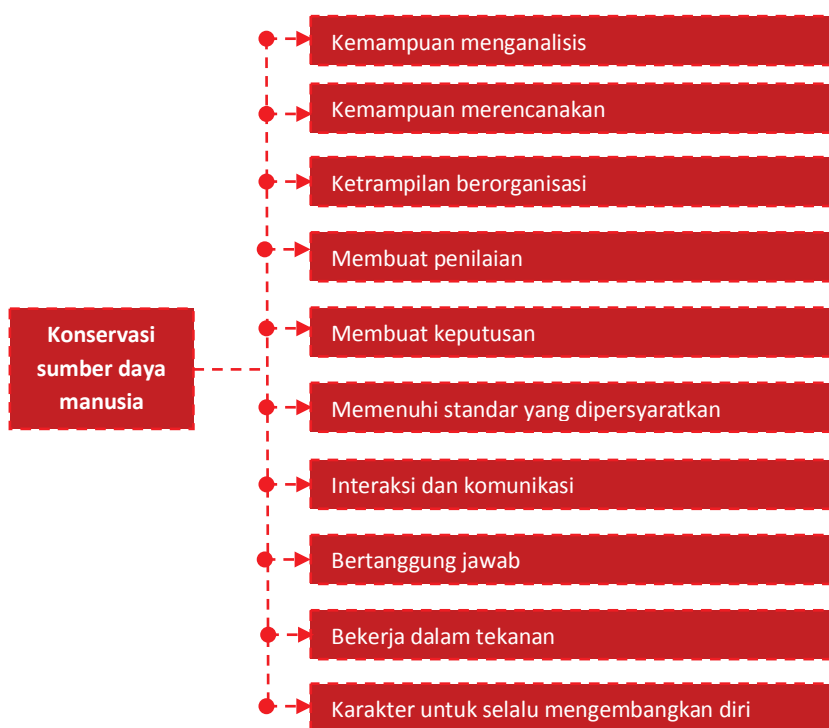 Kemampuan menganalisis
Kemampuan merencanakan
Ketrampilan berorganisasi
Membuat penilaian
Membuat keputusan
Konservasi
sumber daya
manusia
Memenuhi standar yang dipersyaratkan
Interaksi dan komunikasi
Bertanggung jawab
Bekerja dalam tekanan
Karakter untuk selalu mengembangkan diri